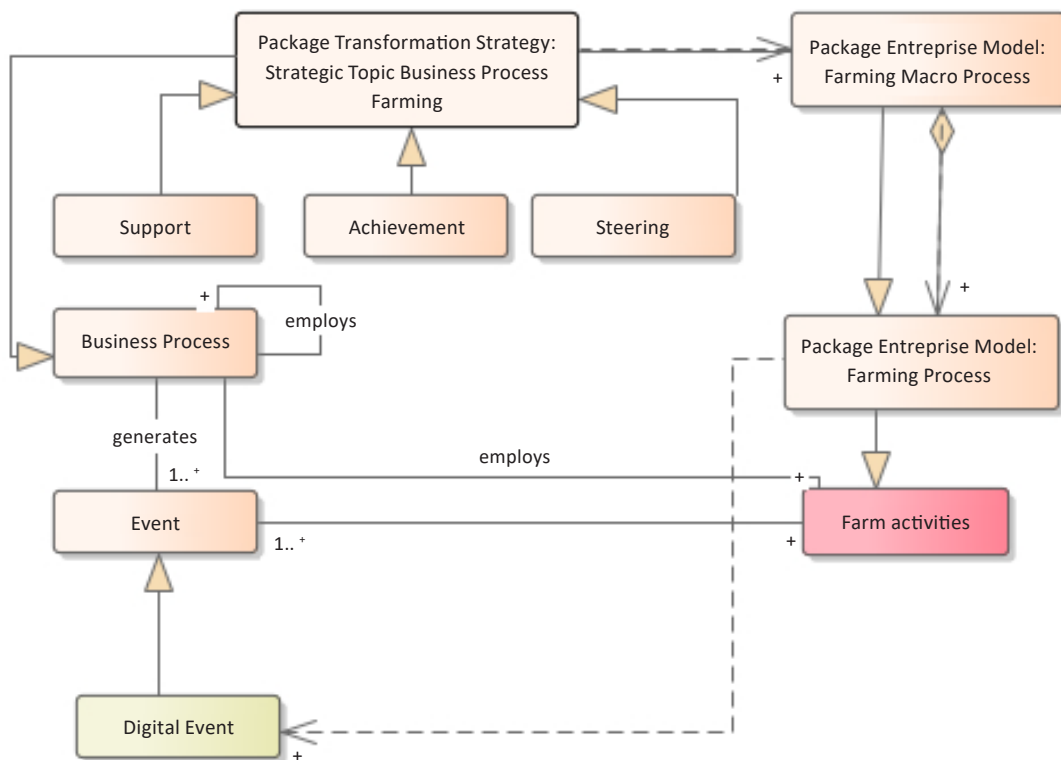 Package Transformation Strategy:
Strategic Topic Business Process
Farming
Package Entreprise Model:
Farming Macro Process
+
Support
Achievement
Steering
+
employs
+
Business Process
Package Entreprise Model:
Farming Process
generates
employs
1.. +
+
Event
Farm activities
1.. +
+
Digital Event
+